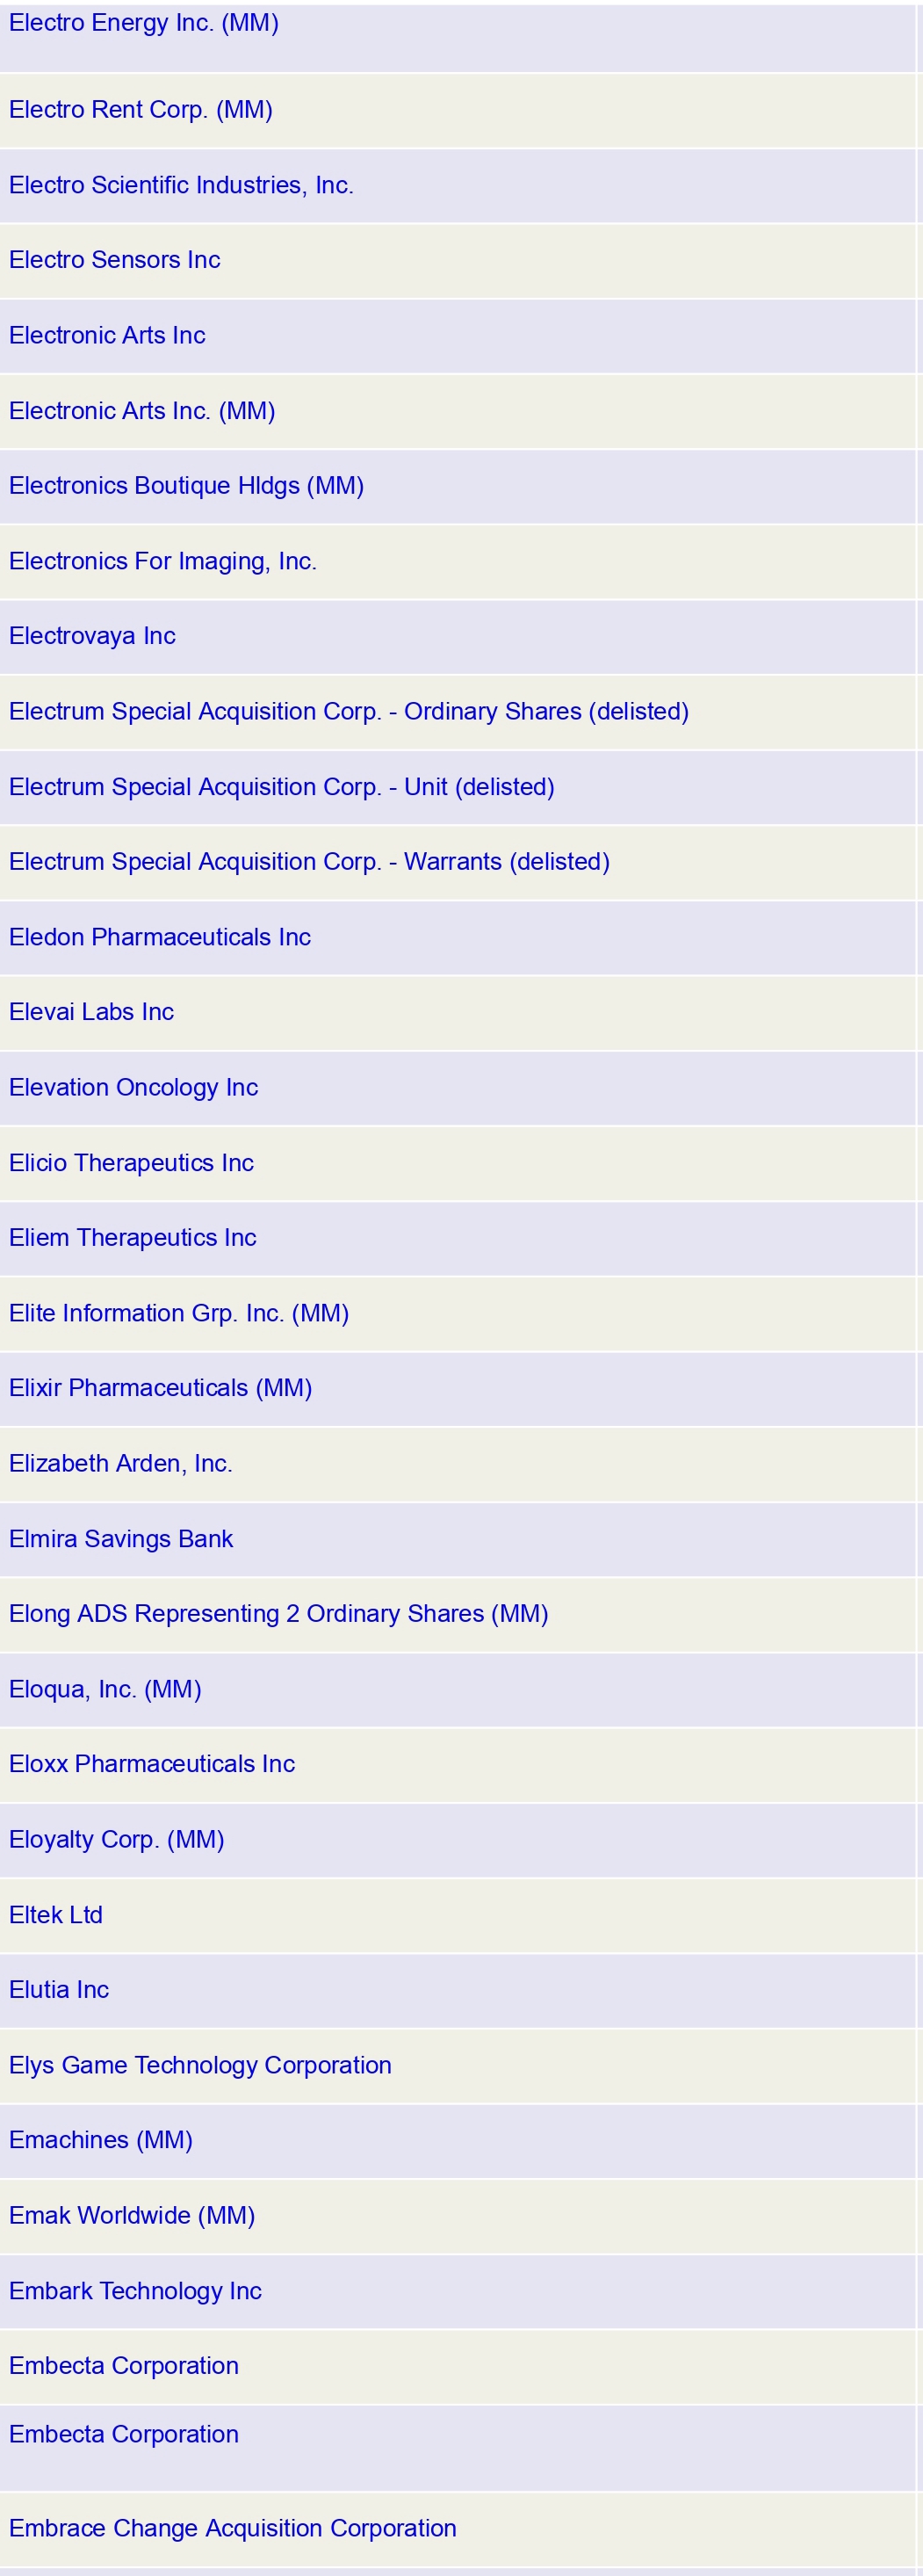 Electro Energy Inc. (MM)
Electro Rent Corp. (MM)
Electro Scientific Industries, Inc.
Electro Sensors Inc
Electronic Arts Inc
Electronic Arts Inc. (MM)
Electronics Boutique Hldgs (MM)
Electronics For Imaging, Inc.
Electrovaya Inc
Electrum Special Acquisition Corp. - Ordinary Shares (delisted)
Electrum Special Acquisition Corp. - Unit (delisted)
Electrum Special Acquisition Corp. - Warrants (delisted)
Eledon Pharmaceuticals Inc
Elevai Labs Inc
Elevation Oncology Inc
Elicio Therapeutics Inc
Eliem Therapeutics Inc
Elite Information Grp. Inc. (MM)
Elixir Pharmaceuticals (MM)
Elizabeth Arden, Inc.
Elmira Savings Bank
Elong ADS Representing 2 Ordinary Shares (MM)
Eloqua, Inc. (MM)
Eloxx Pharmaceuticals Inc
Eloyalty Corp. (MM)
Eltek Ltd
Elutia Inc
Elys Game Technology Corporation
Emachines (MM)
Emak Worldwide (MM)
Embark Technology Inc
Embecta Corporation
Embecta Corporation
Embrace Change Acquisition Corporation